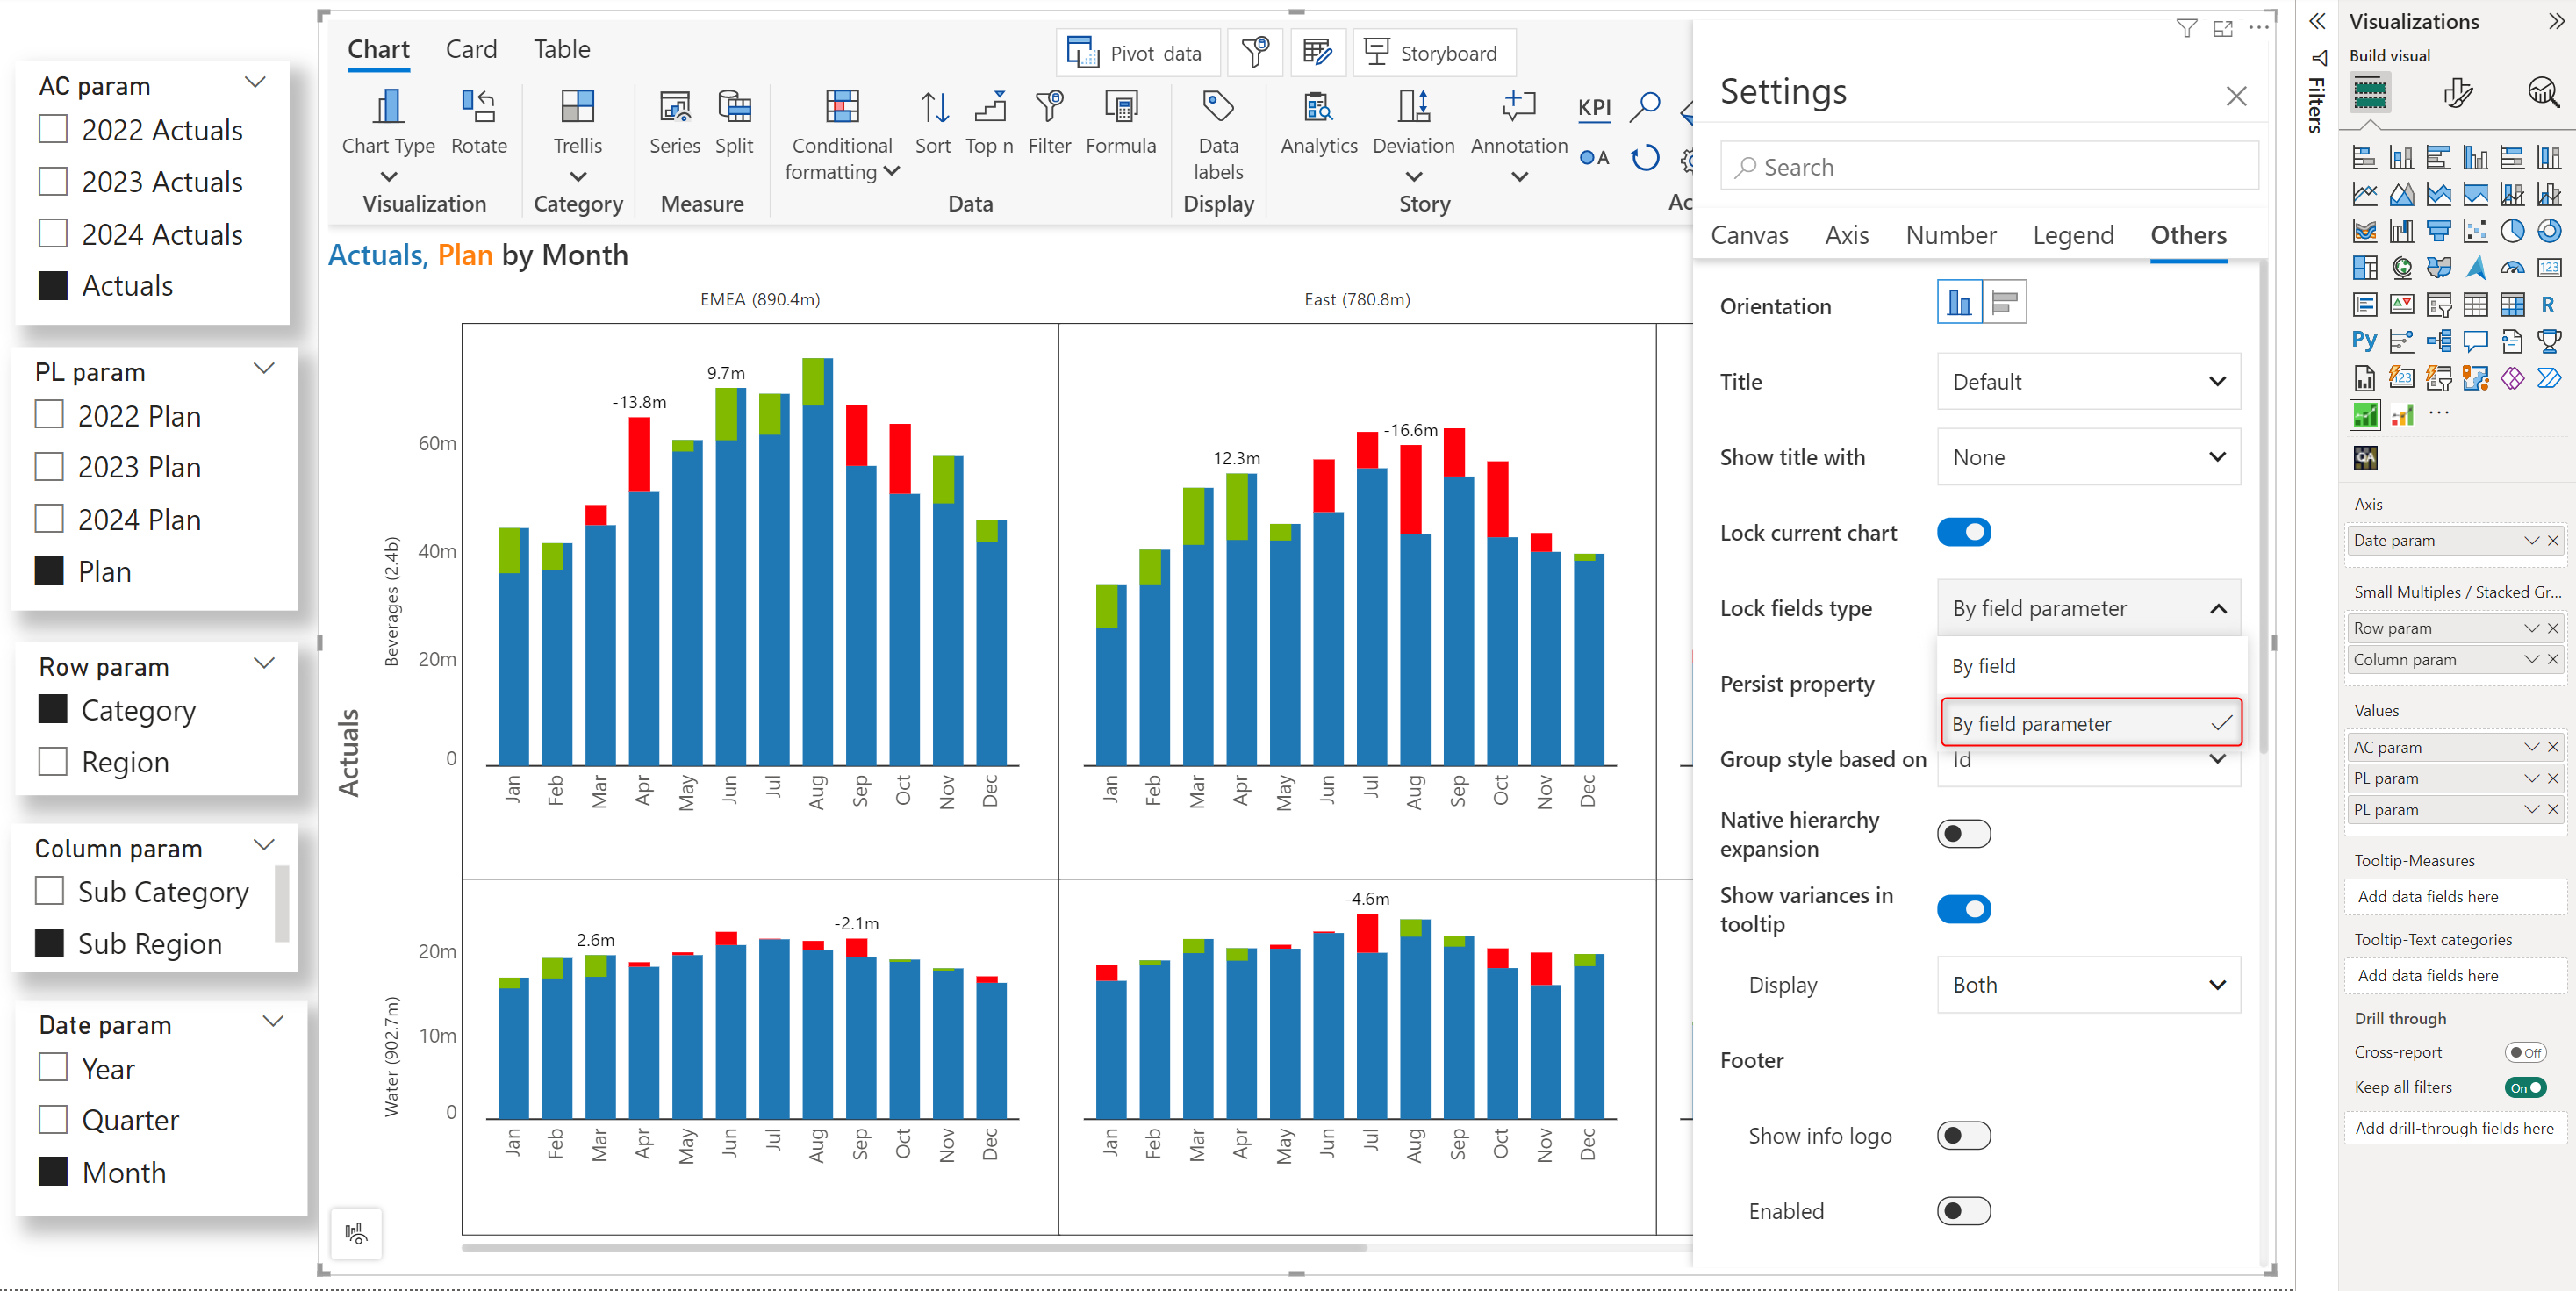 AC param
2022 Actuals
2023 Actuals
2024 Actuals
Actuals
PL param
2022 Plan
2023 Plan
2024 Plan
Plan
Row param
Category
Region
Column param
Sub Category
Sub Region
Date param
Year
Quarter
Month
Chart Card Table
Pivot data
Storyboard
Chart Type
Rotate
Visualization
Trellis
Category
Series
Split
Measure
Conditional
formatting
Sort
Top n
Filter
Formula
Data
Data
labels
Display
Analytics
Deviation
Annotation
Story
KPI
A
Ac
Actuals, Plan by Month
EMEA (890.4m)
East (780.8m)
Actuals
Beverages (2.4b)
60m
40m
20m
0
-13.8m
9.7m
Jan Feb Mar Apr May Jun Jul Aug Sep Oct Nov Dec
12.3m
-16.6m
Jan Feb Mar Apr May Jun Jul Aug Sep Oct Nov Dec
Water (902.7m)
20m
10m
0
2.6m
-2.1m
Jan Feb Mar Apr May Jun Jul Aug Sep Oct Nov Dec
-4.6m
Jan Feb Mar Apr May Jun Jul Aug Sep Oct Nov Dec
Settings
Search
Canvas Axis Number Legend Others
Orientation
Title
Default
Show title with
None
Lock current chart
Lock fields type
By field parameter
By field
By field parameter
Persist property
Group style based on
Id
Native hierarchy
expansion
Show variances in
tooltip
Display
Both
Footer
Show info logo
Enabled
Filters
Visualizations
Build visual
123
R
Py
123
QA
Axis
Date param
Small Multiples / Stacked Gr...
Row param
Column param
Values
AC param
PL param
PL param
Tooltip-Measures
Add data fields here
Tooltip-Text categories
Add data fields here
Drill through
Cross-report
Off
Keep all filters
On
Add drill-through fields here